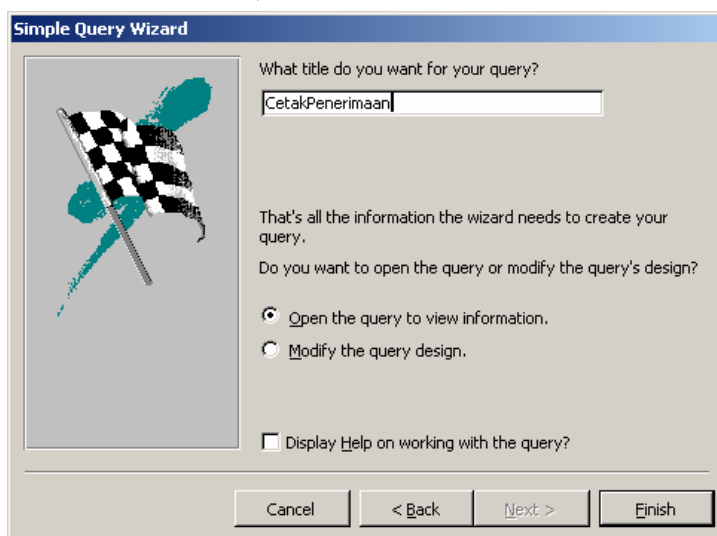 Simple Query Wizard
What title do you want for your query?
CetakPenerimaan
That's all the information the wizard needs to create your
query.
Do you want to open the query or modify the query's design?
Open the query to view information.
Modify the query design.
Display Help on working with the query?
Cancel
< Back
Next >
Finish